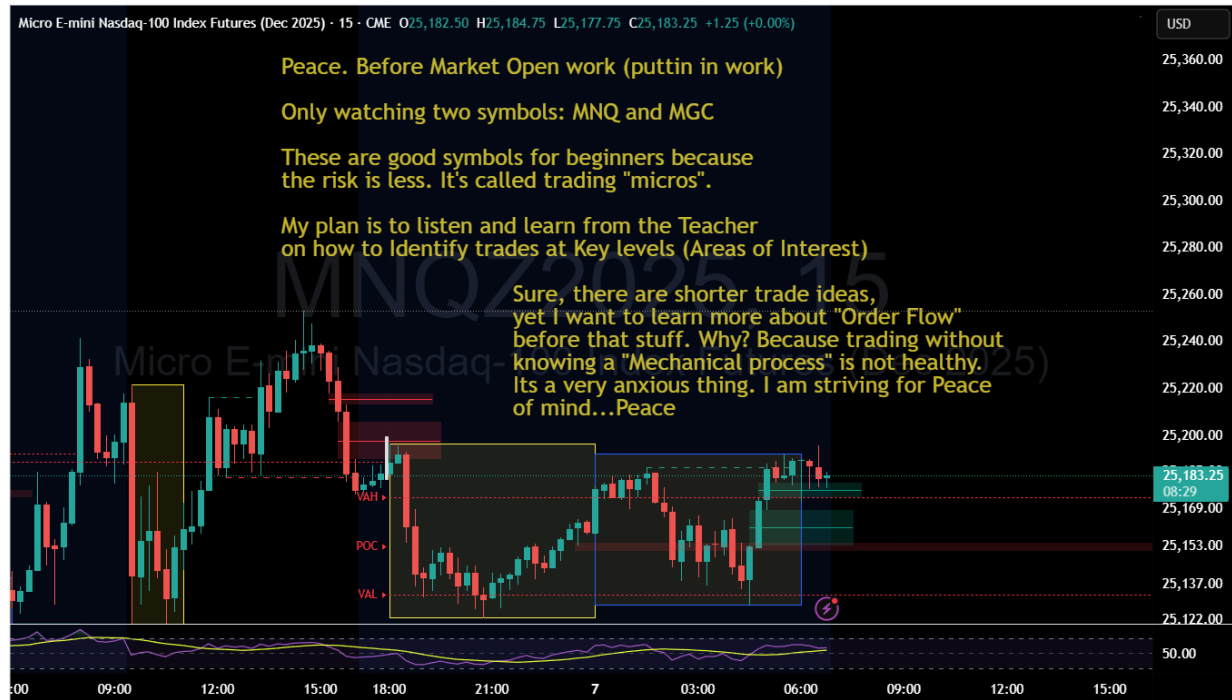 Micro E-mini Nasdaq-100 Index Futures (Dec 2025) · 15 · CME O25,182.50 H25,184.75 L25,177.75 C25,183.25 +1.25 (+0.00%)
USD
Peace. Before Market Open work (puttin in work)
Only watching two symbols: MNQ and MGC
These are good symbols for beginners because
the risk is less. It's called trading "micros".
My plan is to listen and learn from the Teacher
on how to Identify trades at Key levels (Areas of Interest)
MNQZ2025, 15
Micro E-mini Nasdaq-100 Index Futures (Dec 2025)
Sure, there are shorter trade ideas,
yet I want to learn more about "Order Flow"
before that stuff. Why? Because trading without
knowing a "Mechanical process" is not healthy.
Its a very anxious thing. I am striving for Peace
of mind...Peace
25,360.00
25,340.00
25,320.00
25,300.00
25,280.00
25,260.00
25,240.00
25,220.00
25,200.00
25,183.25
08:29
25,169.00
25,153.00
25,137.00
25,122.00
50.00
VAH
POC
VAL
:00
09:00
12:00
15:00
18:00
21:00
7
03:00
06:00
09:00
12:00
15:00